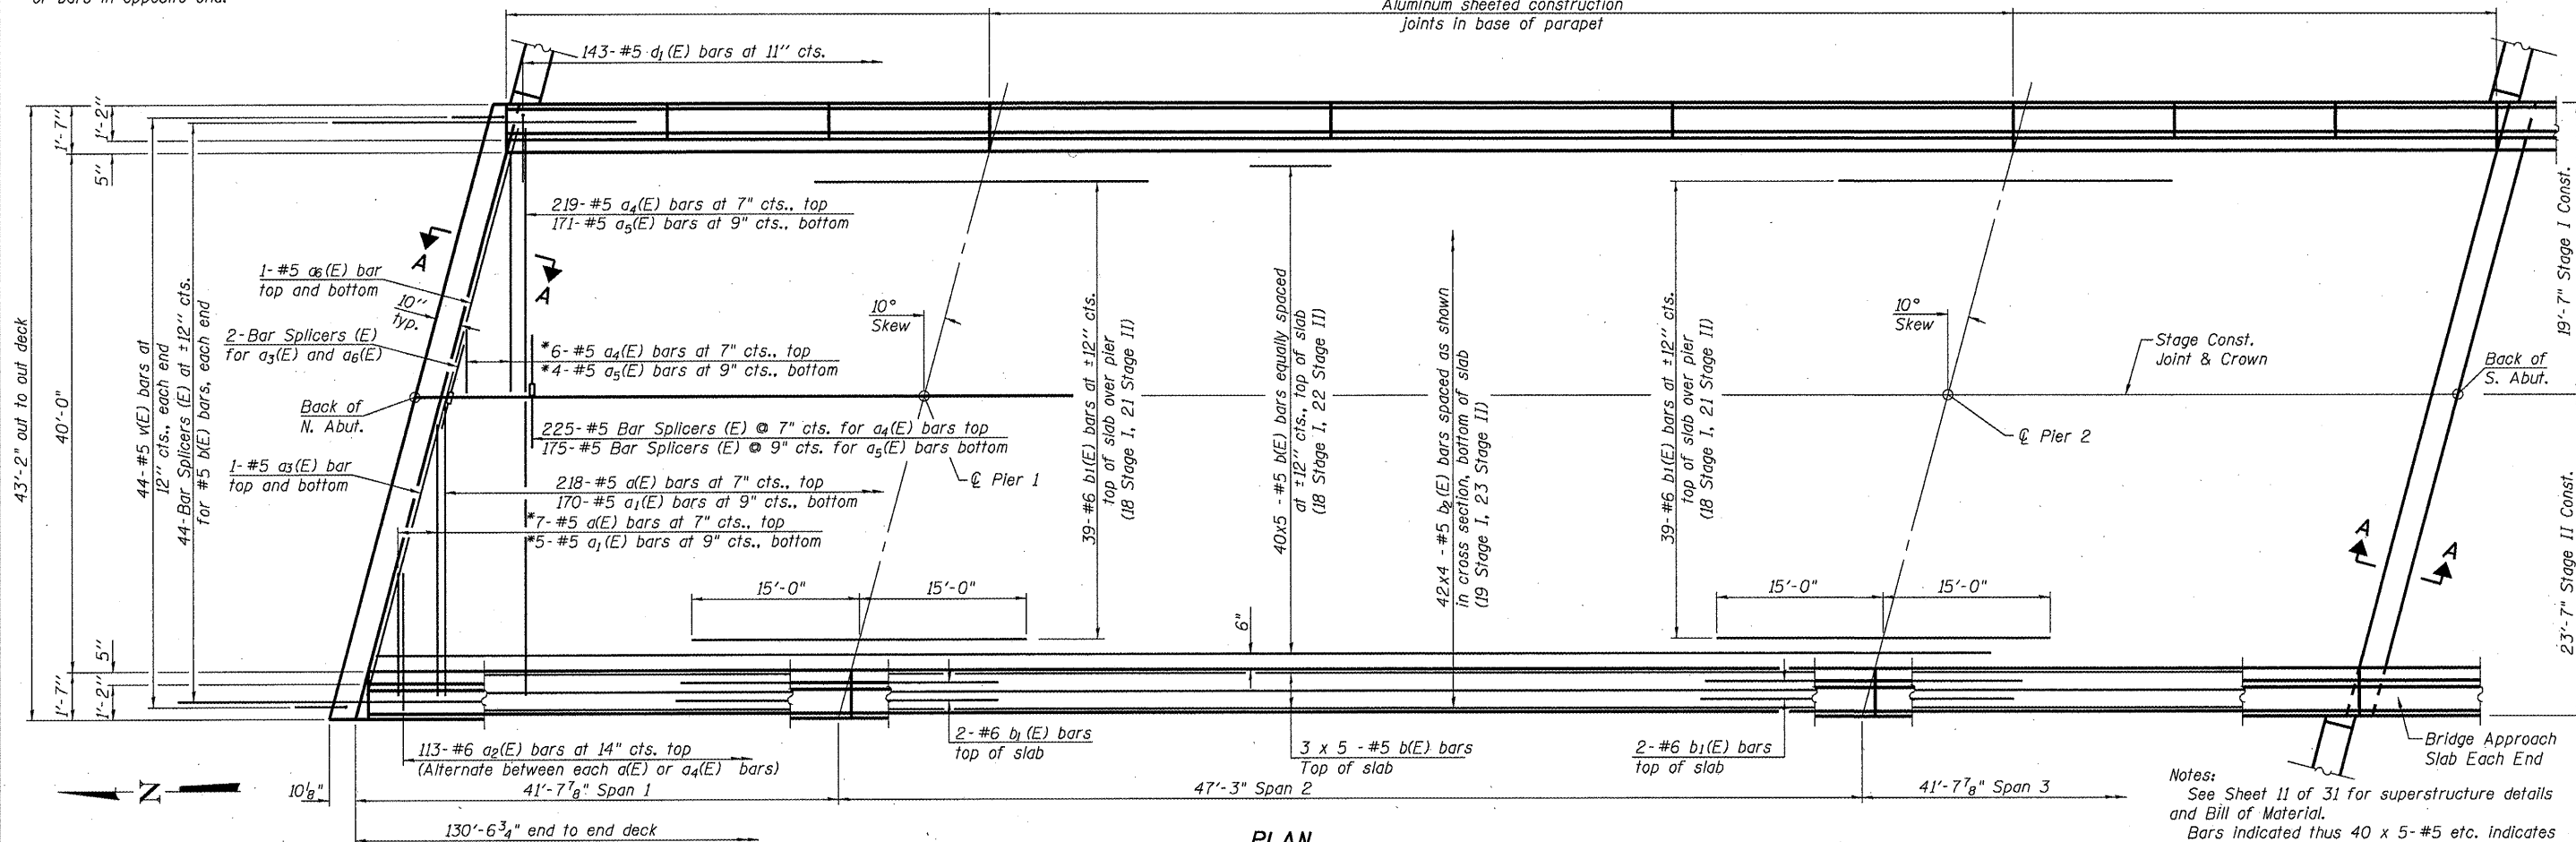 or bars in opposite end.
Aluminum sheeted construction
joints in base of parapet
143-#5 d1(E) bars at 11" cts.
1'-7"
1'-2"
5"
43'-2" out to out deck
40'-0"
44-#5 v(E) bars at
12" cts., each end
44-Bar Splicers (E) at ±12" cts.
for #5 b(E) bars, each end
219-#5 a4(E) bars at 7" cts., top
171-#5 a5(E) bars at 9" cts., bottom
A
A
1-#5 a6(E) bar
top and bottom
10"
typ.
2-Bar Splicers (E)
for a3(E) and a6(E)
*6-#5 a4(E) bars at 7" cts., top
*4-#5 a5(E) bars at 9" cts., bottom
10°
Skew
Back of
N. Abut.
225-#5 Bar Splicers (E) @ 7" cts. for a4(E) bars top
175-#5 Bar Splicers (E) @ 9" cts. for a5(E) bars bottom
℄ Pier 1
1-#5 a3(E) bar
top and bottom
218-#5 a(E) bars at 7" cts., top
170-#5 a1(E) bars at 9" cts., bottom
*7-#5 a(E) bars at 7" cts., top
*5-#5 a1(E) bars at 9" cts., bottom
39-#6 b1(E) bars at ±12" cts.
top of slab over pier
(18 Stage I, 21 Stage II)
40x5 -#5 b(E) bars equally spaced
at ±12" cts., top of slab
(18 Stage I, 22 Stage II)
42x4 -#5 b2(E) bars spaced as shown
in cross section, bottom of slab
(19 Stage I, 23 Stage II)
39-#6 b1(E) bars at ±12" cts.
top of slab over pier
(18 Stage I, 21 Stage II)
10°
Skew
Stage Const.
Joint & Crown
℄ Pier 2
Back of
S. Abut.
19'-7" Stage I Const.
23'-7" Stage II Const.
A
A
15'-0"
15'-0"
15'-0"
15'-0"
6"
5"
1'-7"
1'-2"
113-#6 a2(E) bars at 14" cts. top
(Alternate between each a(E) or a4(E) bars)
2-#6 b1(E) bars
top of slab
3 x 5 -#5 b(E) bars
Top of slab
2-#6 b1(E) bars
top of slab
Bridge Approach
Slab Each End
N
10⅛"
41'-7⅞" Span 1
47'-3" Span 2
41'-7⅞" Span 3
130'-6¾" end to end deck
PLAN
Notes:
See Sheet 11 of 31 for superstructure details
and Bill of Material.
Bars indicated thus 40 x 5-#5 etc. indicates